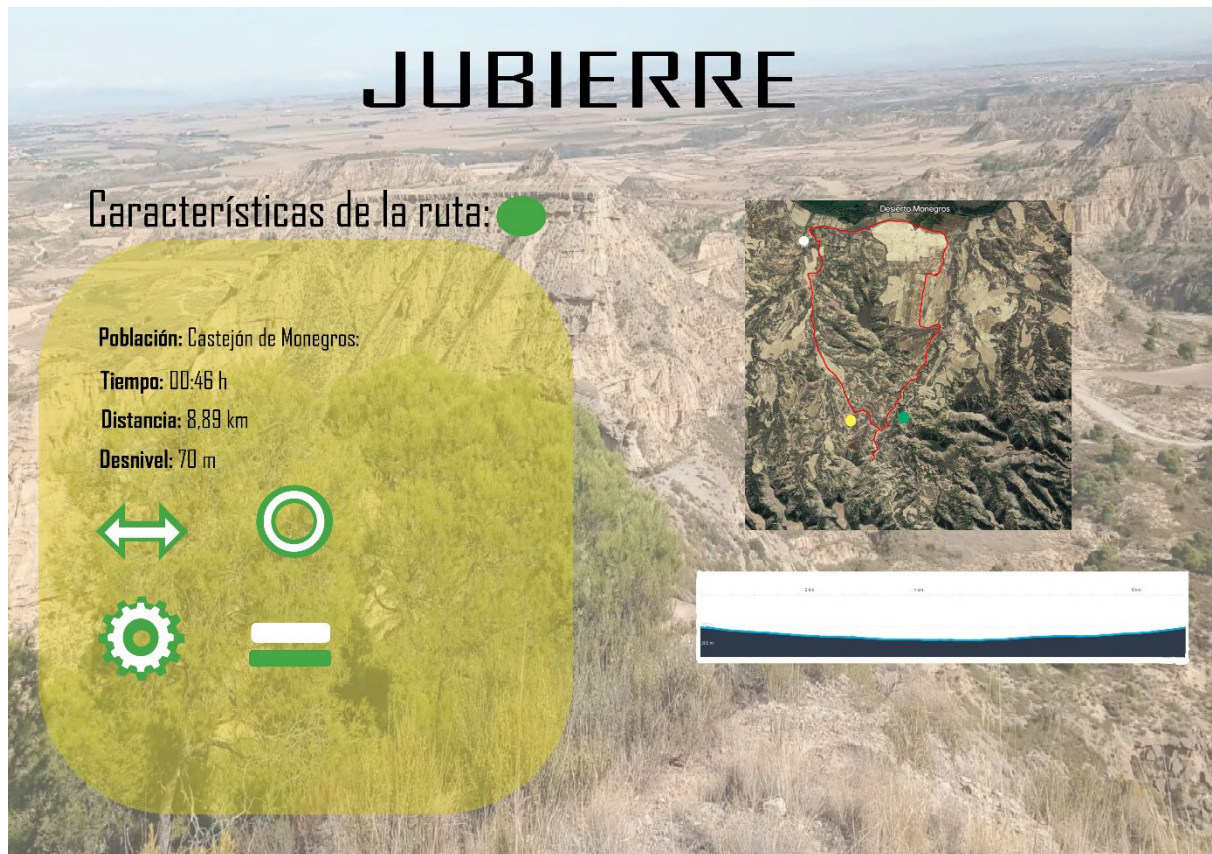 JUBIERRE
Características de la ruta:
Desierto Monegros
Población: Castejón de Monegros:
Tiempo: 00:46 h
Distancia: 8,89 km
Desnivel: 70 m